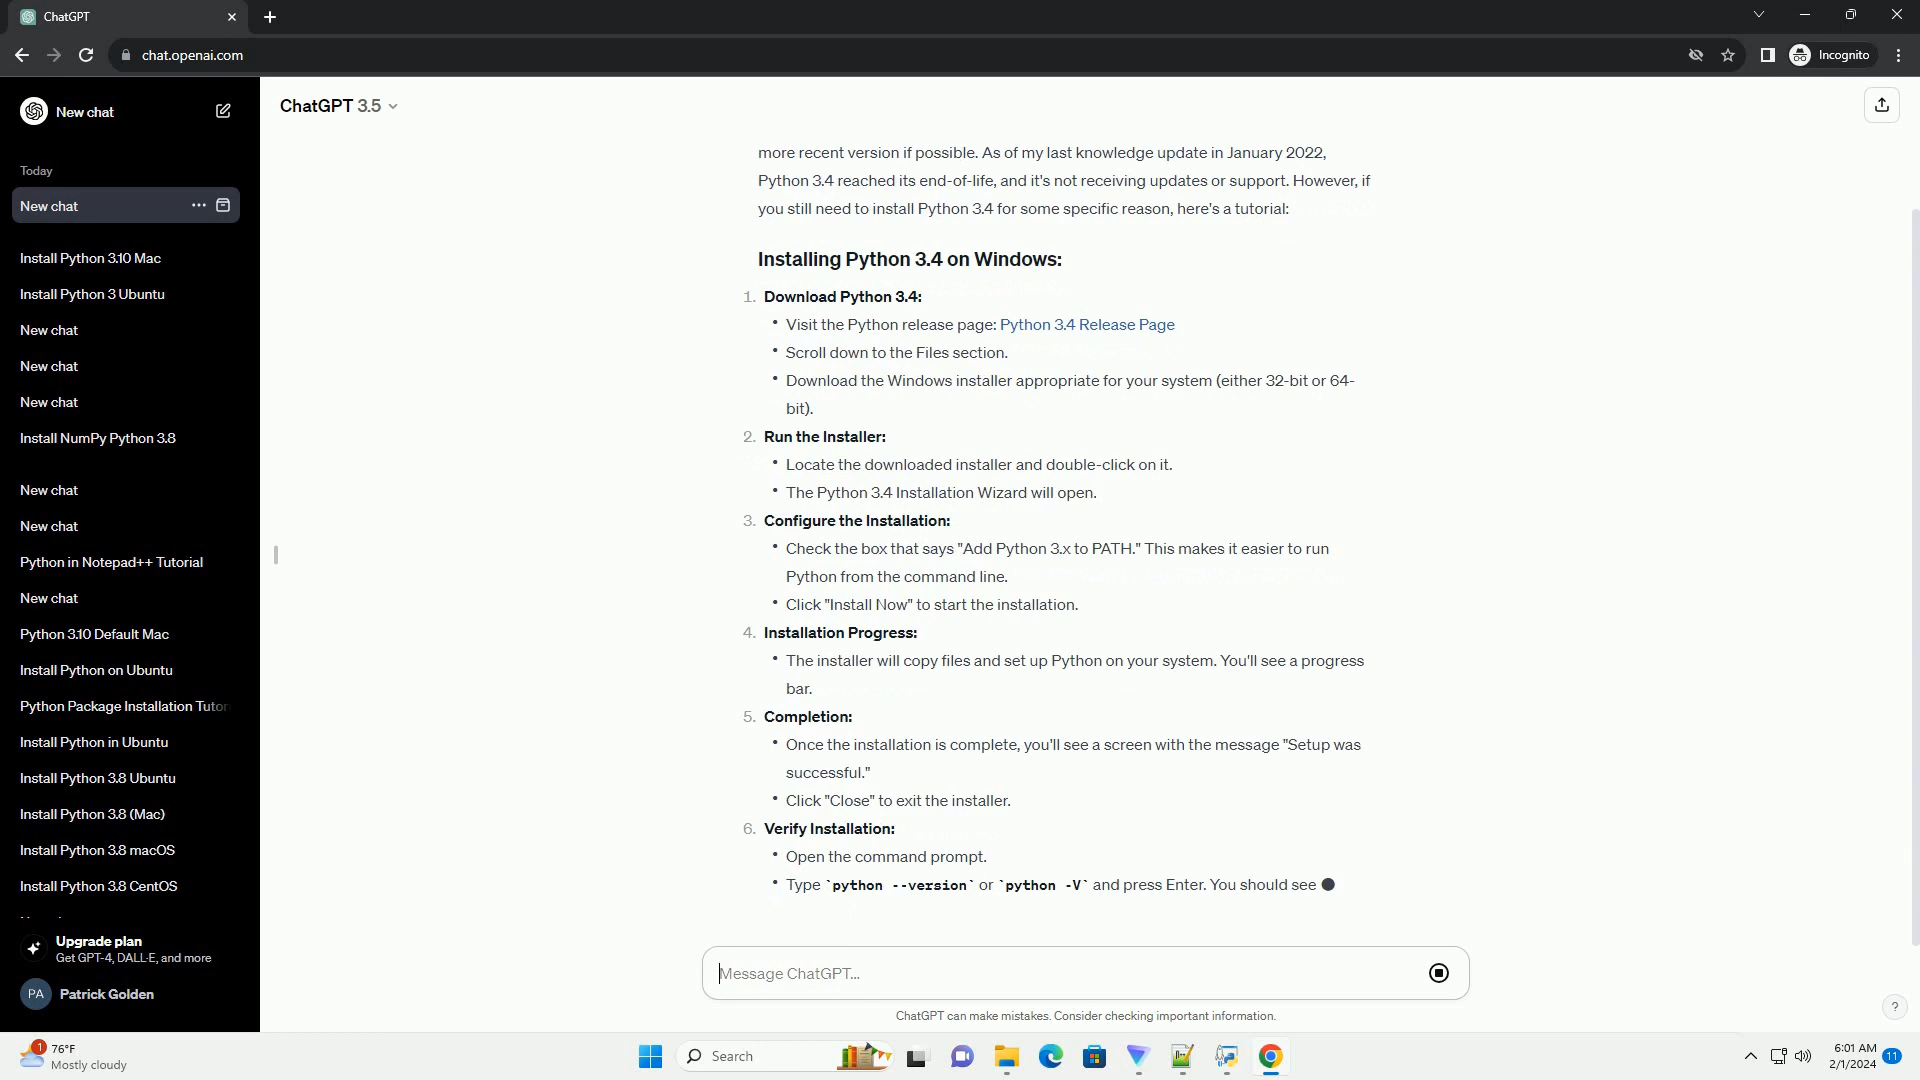 ChatGPT
chat.openai.com
Incognito
New chat
Today
New chat
Install Python 3.10 Mac
Install Python 3 Ubuntu
New chat
New chat
New chat
Install NumPy Python 3.8
New chat
New chat
Python in Notepad++ Tutorial
New chat
Python 3.10 Default Mac
Install Python on Ubuntu
Python Package Installation Tutor
Install Python in Ubuntu
Install Python 3.8 Ubuntu
Install Python 3.8 (Mac)
Install Python 3.8 macOS
Install Python 3.8 CentOS
Upgrade plan
Get GPT-4, DALL·E, and more
PA Patrick Golden
ChatGPT 3.5
more recent version if possible. As of my last knowledge update in January 2022,
Python 3.4 reached its end-of-life, and it's not receiving updates or support. However, if
you still need to install Python 3.4 for some specific reason, here's a tutorial:
Installing Python 3.4 on Windows:
1. Download Python 3.4:
• Visit the Python release page: Python 3.4 Release Page
• Scroll down to the Files section.
• Download the Windows installer appropriate for your system (either 32-bit or 64-
bit).
2. Run the Installer:
• Locate the downloaded installer and double-click on it.
• The Python 3.4 Installation Wizard will open.
3. Configure the Installation:
• Check the box that says "Add Python 3.x to PATH." This makes it easier to run
Python from the command line.
• Click "Install Now" to start the installation.
4. Installation Progress:
• The installer will copy files and set up Python on your system. You'll see a progress
bar.
5. Completion:
• Once the installation is complete, you'll see a screen with the message "Setup was
successful."
• Click "Close" to exit the installer.
6. Verify Installation:
• Open the command prompt.
• Type `python --version` or `python -V` and press Enter. You should see
Message ChatGPT...
ChatGPT can make mistakes. Consider checking important information.
?
1
76°F
Mostly cloudy
Search
6:01 AM
2/1/2024
11